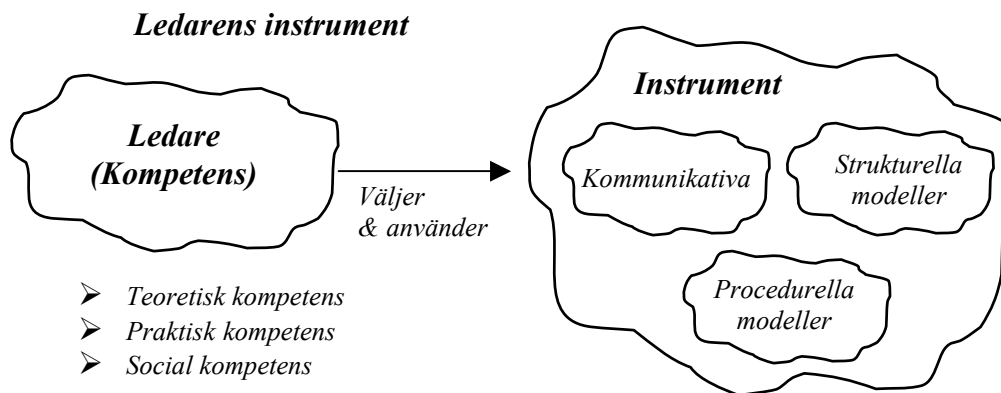 Ledarens instrument
Ledare
(Kompetens)
Väljer
& använder
➢ Teoretisk kompetens
➢ Praktisk kompetens
➢ Social kompetens
Instrument
Kommunikativa
Strukturella
modeller
Procedurella
modeller